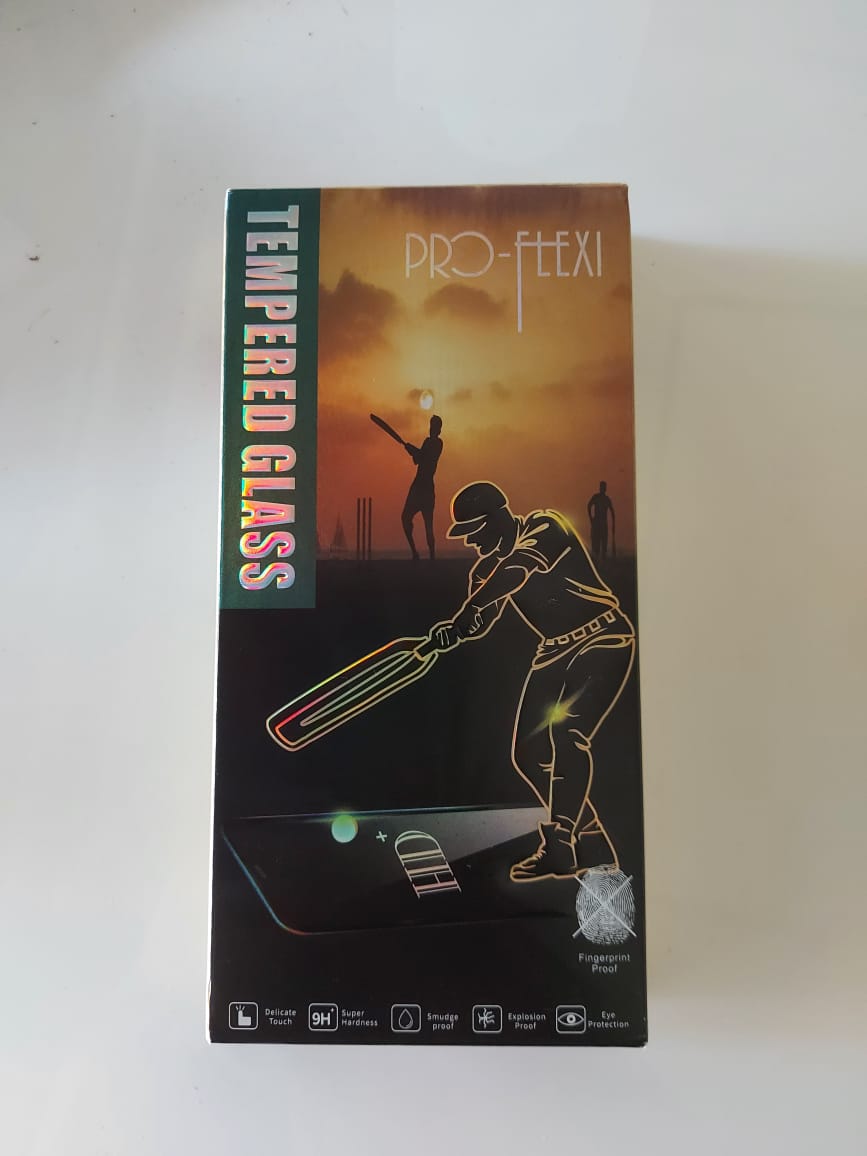 PRO-FLEXI
TEMPERED GLASS
HD+
Fingerprint
Proof
Delicate
Touch
9H+
Super
Hardness
Smudge
proof
Explosion
Proof
Eye
Protection